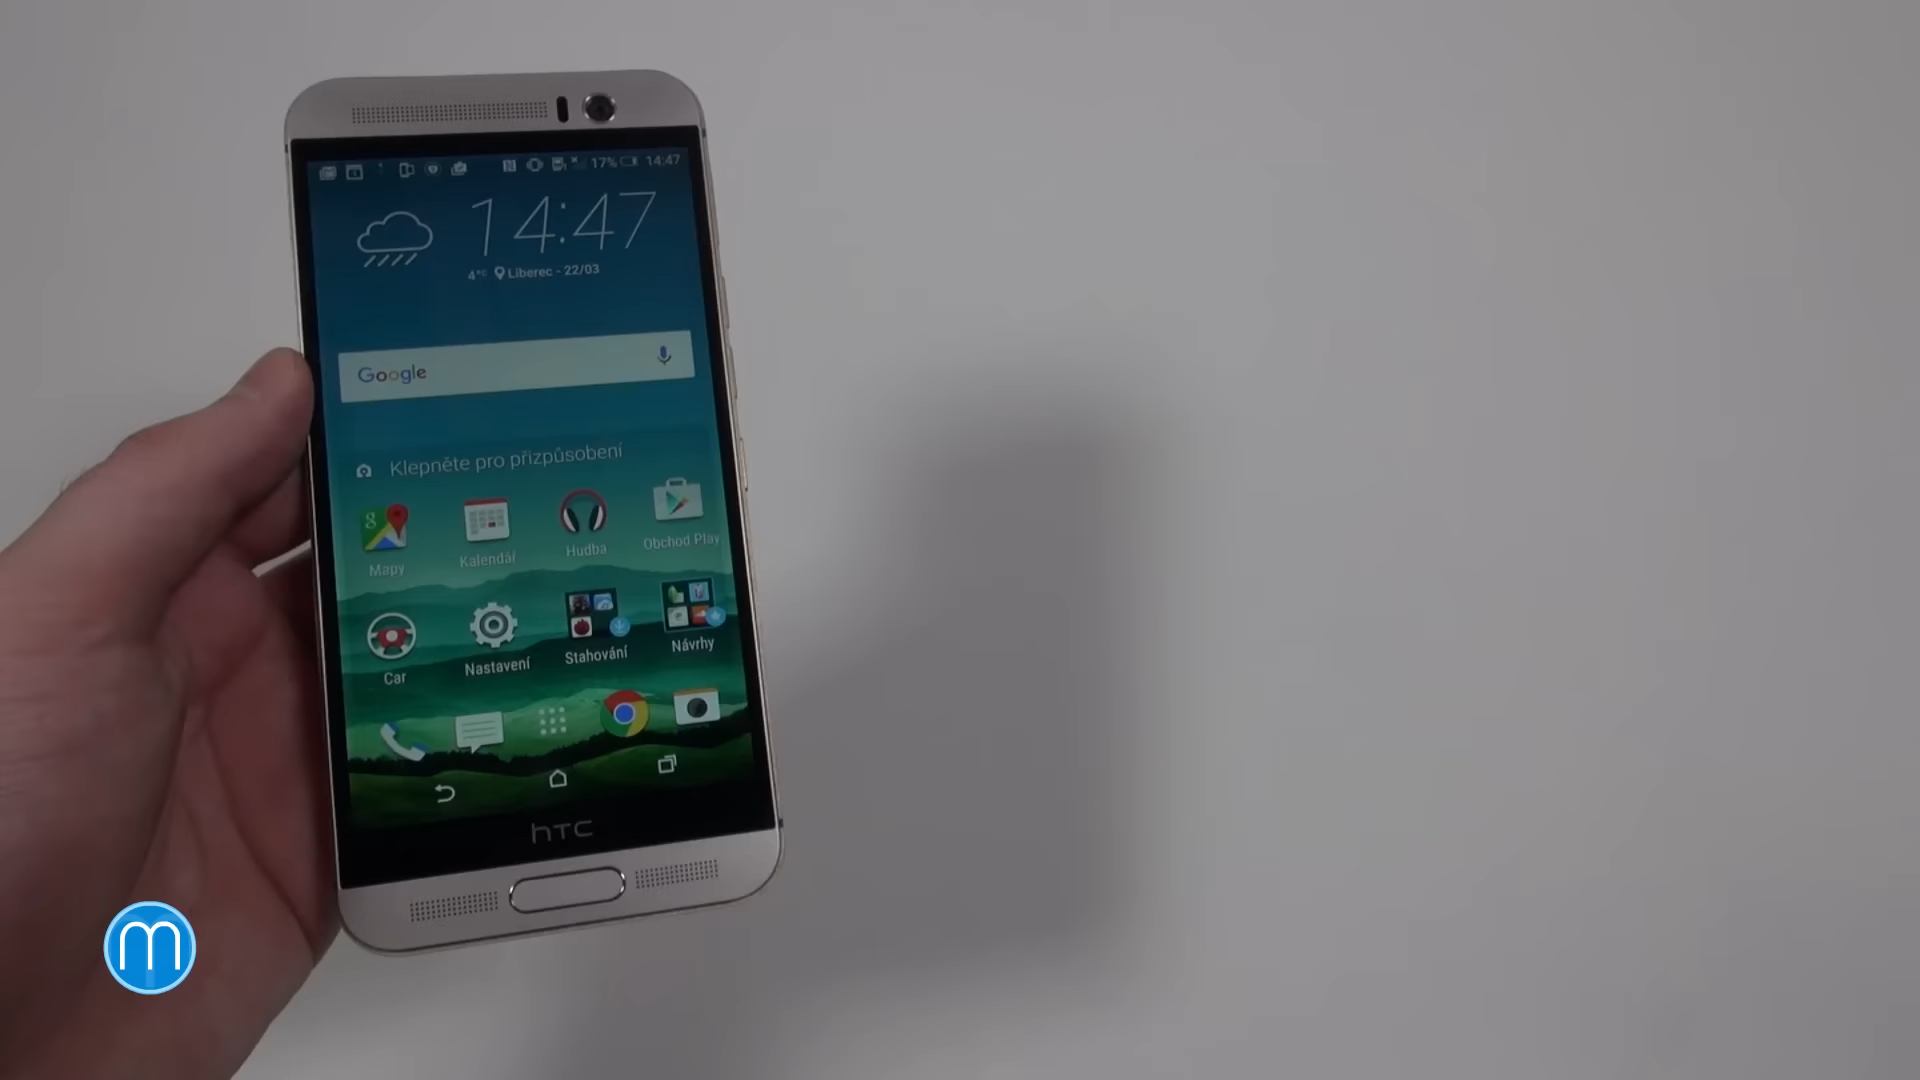 17% 14:47
14:47
4°C Liberec - 22/03
Google
Klepněte pro přizpůsobení
Mapy Kalendář Hudba Obchod Play
Car Nastavení Stahování Návrhy
hTC
m